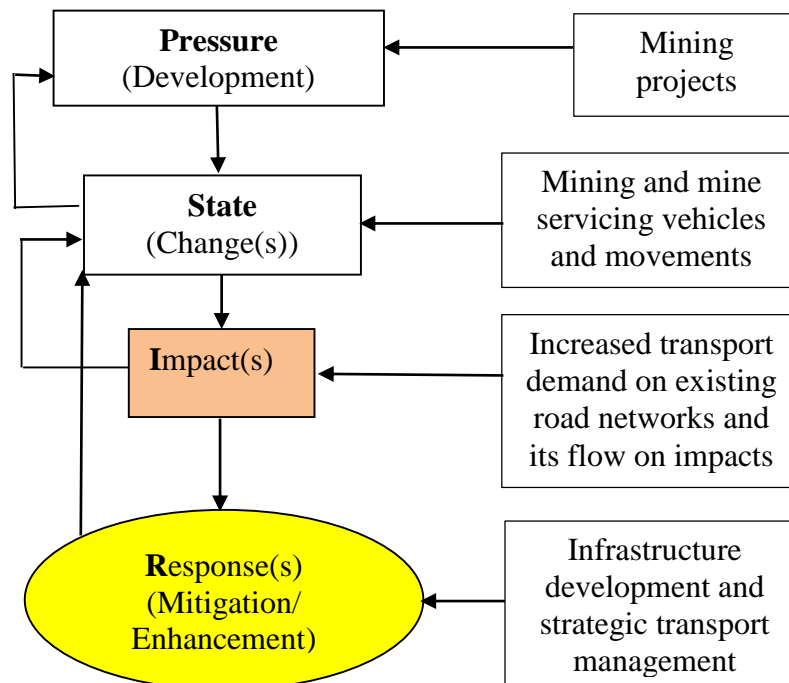 Pressure
(Development)
Mining
projects
State
(Change(s))
Mining and mine
servicing vehicles
and movements
Impact(s)
Increased transport
demand on existing
road networks and
its flow on impacts
Response(s)
(Mitigation/
Enhancement)
Infrastructure
development and
strategic transport
management